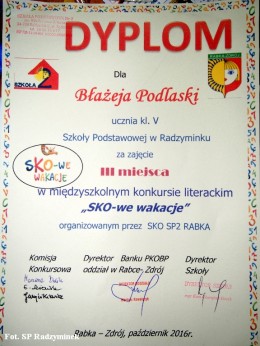 DYPLOM
SZKOŁA
Dla
Błażeja Podlaski
ucznia kl. V
Szkoły Podstawowej w Radzyminku
za zajęcie
III miejsca
SKO-we
WAKACJE
w międzyszkolnym konkursie literackim
„SKO-we wakacje”
organizowanym przez SKO SP2 RABKA
Komisja Dyrektor Banku PKOBP Dyrektor
Konkursowa oddział w Rabce-Zdrój Szkoły
Rabka – Zdrój, październik 2016r.
Fot. SP Radzyminek